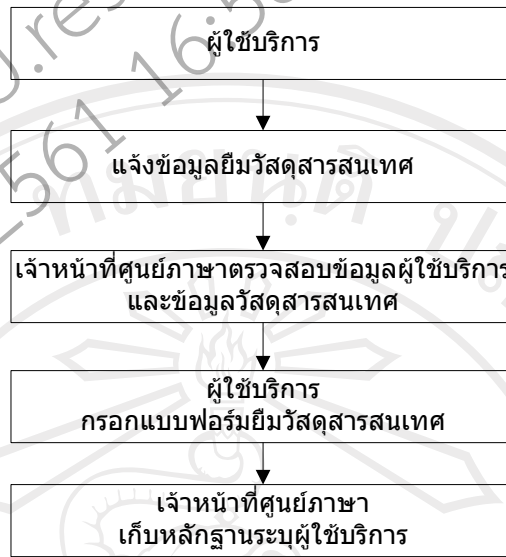 ผู้ใช้บริการ
แจ้งข้อมูลยืมวัสดุสารสนเทศ
เจ้าหน้าที่ศูนย์ภาษาตรวจสอบข้อมูลผู้ใช้บริการ
และข้อมูลวัสดุสารสนเทศ
ผู้ใช้บริการ
กรอกแบบฟอร์มยืมวัสดุสารสนเทศ
เจ้าหน้าที่ศูนย์ภาษา
เก็บหลักฐานระบุผู้ใช้บริการ